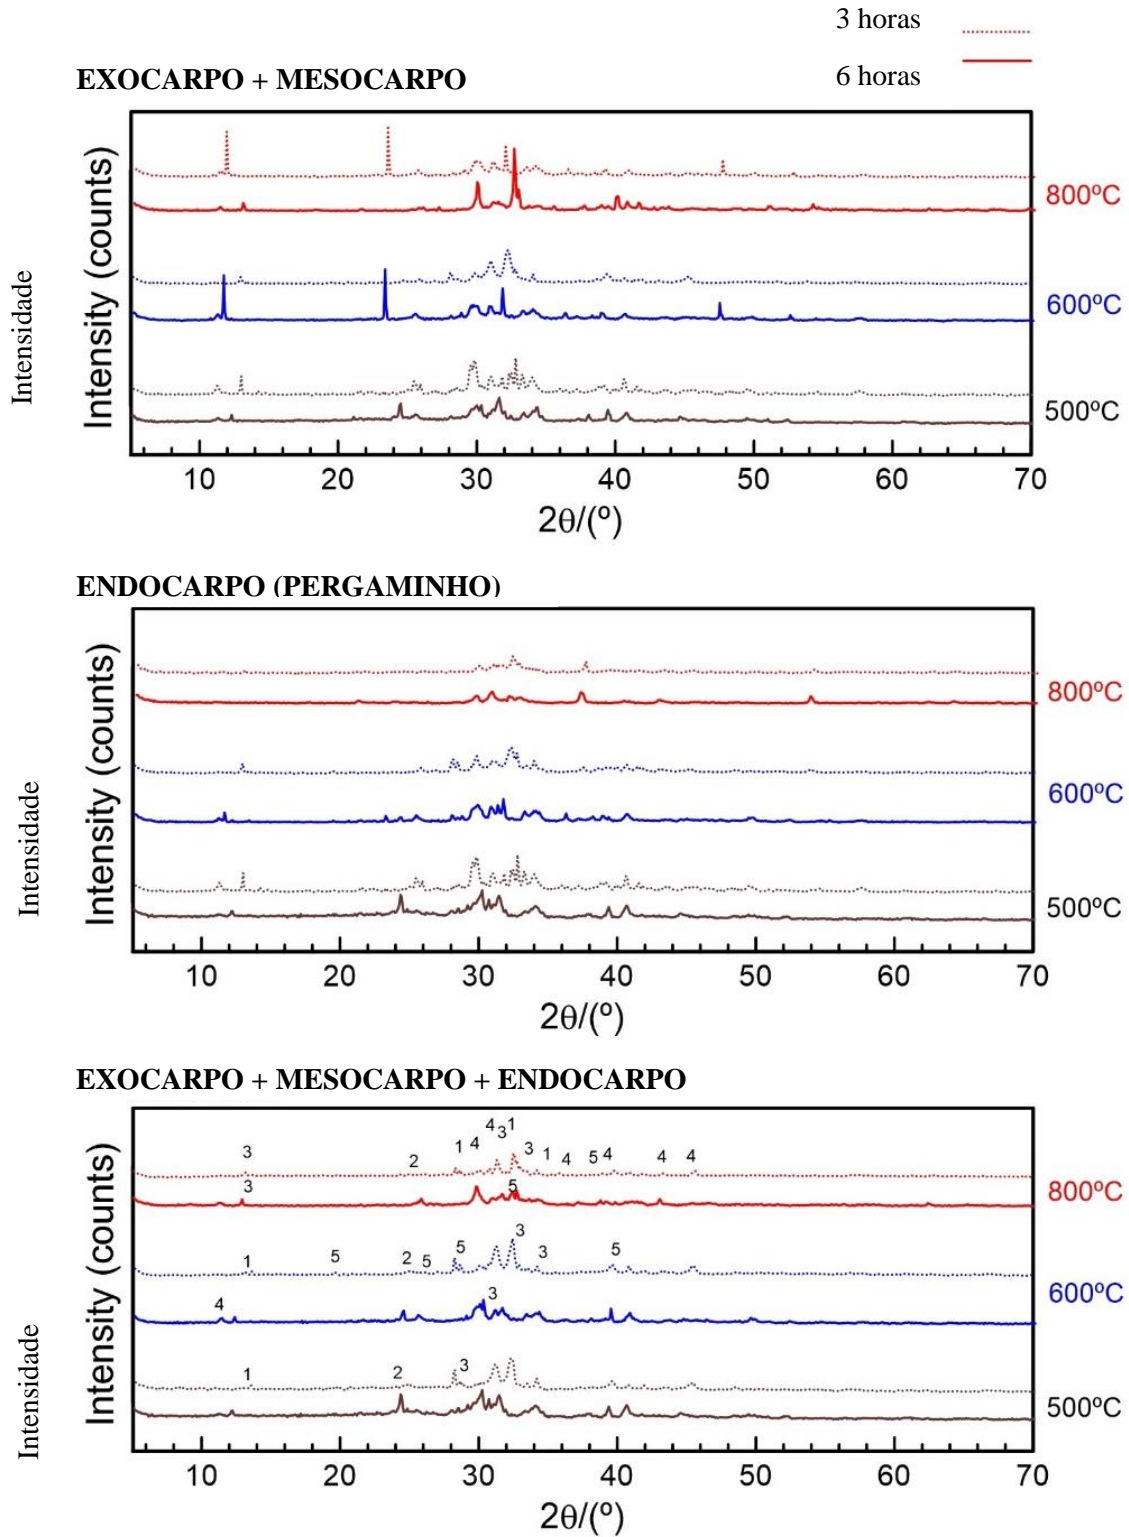 3 horas
6 horas
EXOCARPO + MESOCARPO
Intensidade
Intensity (counts)
800ºC
600ºC
500ºC
10 20 30 40 50 60 70
2θ/(º)
ENDOCARPO (PERGAMINHO)
Intensidade
Intensity (counts)
800ºC
600ºC
500ºC
10 20 30 40 50 60 70
2θ/(º)
EXOCARPO + MESOCARPO + ENDOCARPO
Intensidade
Intensity (counts)
3 2 1 4 4 3 1 3 1 4 5 4 4 4
3 5
800ºC
1 5 2 5 5 3 3 5
4 3
600ºC
1 2 3
500ºC
10 20 30 40 50 60 70
2θ/(º)